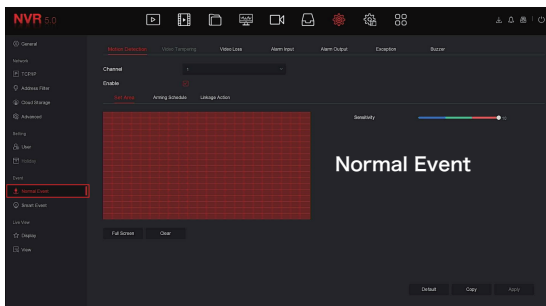 NVR 5.0
General
Motion Detection Video Tampering Video Loss Alarm Input Alarm Output Exception Buzzer
Network
TCP/IP
Channel
Address Filter
Enable
Cloud Storage
Set Area Arming Schedule Linkage Action
Advanced
Sensitivity
Setting
User
History
Normal Event
Event
Normal Event
Smart Event
Live View
Display
Full Screen Clear
View
Default Copy Apply